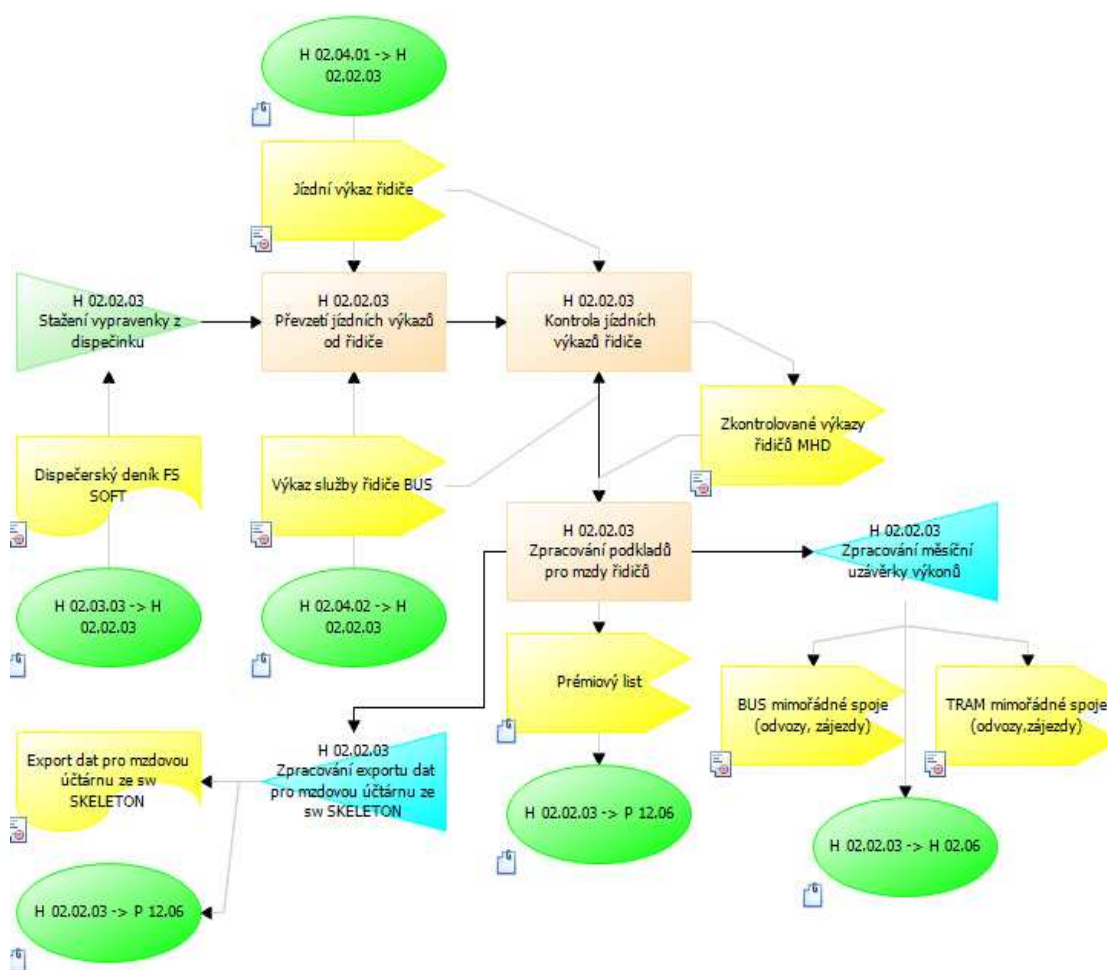 H 02.04.01 -> H
02.02.03
Jízdní výkaz řidiče
H 02.02.03
Stažení vypravenky z
dispečinku
H 02.02.03
Převzetí jízdních výkazů
od řidiče
H 02.02.03
Kontrola jízdních
výkazů řidiče
Dispečerský deník FS
SOFT
Výkaz služby řidiče BUS
Zkontrolované výkazy
řidičů MHD
H 02.02.03
Zpracování podkladů
pro mzdy řidičů
H 02.02.03
Zpracování měsíční
uzávěrky výkonů
H 02.03.03 -> H
02.02.03
H 02.04.02 -> H
02.02.03
Prémiový list
BUS mimořádné spoje
(odvozy, zájezdy)
TRAM mimořádné spoje
(odvozy,zájezdy)
Export dat pro mzdovou
účtárnu ze sw
SKELETON
H 02.02.03
Zpracování exportu dat
pro mzdovou účtárnu ze
sw SKELETON
H 02.02.03 -> P 12.06
H 02.02.03 -> H 02.06
H 02.02.03 -> P 12.06